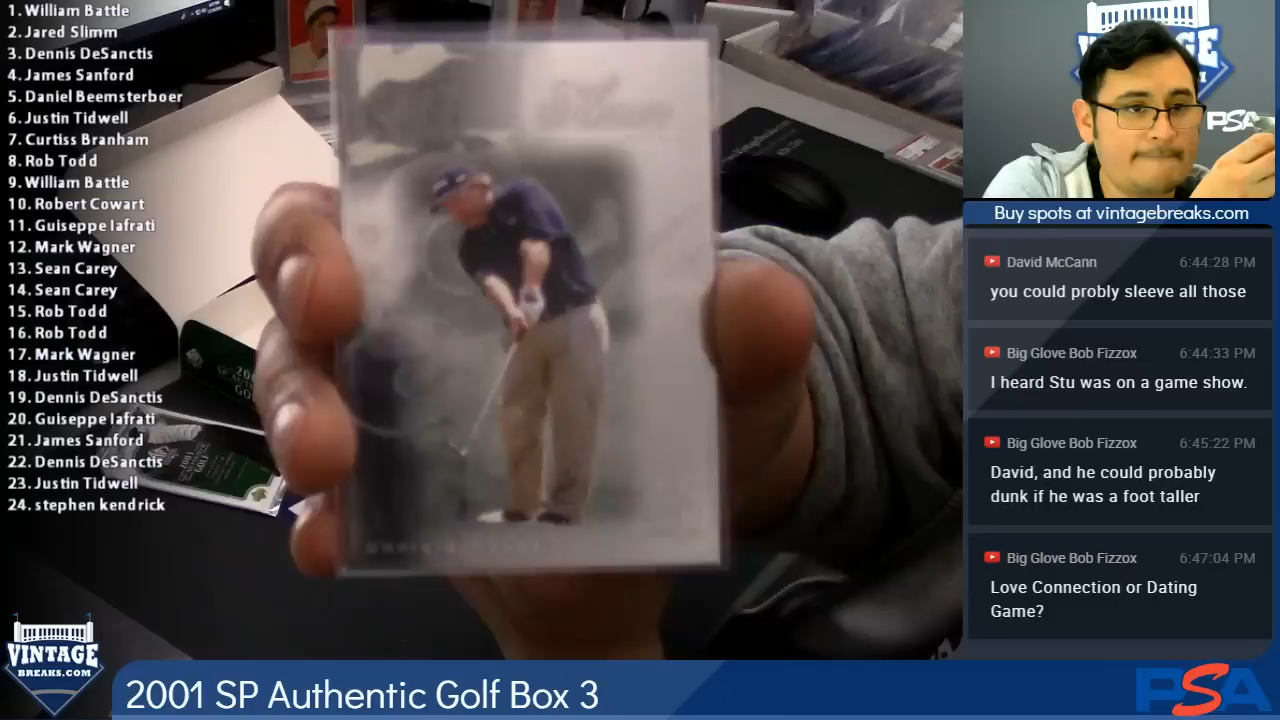 1. William Battle
2. Jared Slimm
3. Dennis DeSanctis
4. James Sanford
5. Daniel Beemsterboer
6. Justin Tidwell
7. Curtiss Branham
8. Rob Todd
9. William Battle
10. Robert Cowart
11. Guiseppe Iafrati
12. Mark Wagner
13. Sean Carey
14. Sean Carey
15. Rob Todd
16. Rob Todd
17. Mark Wagner
18. Justin Tidwell
19. Dennis DeSanctis
20. Guiseppe Iafrati
21. James Sanford
22. Dennis DeSanctis
23. Justin Tidwell
24. stephen kendrick
VINTAGE
BREAKS.COM
2001 SP Authentic Golf Box 3
VINTAGE
PSA
Buy spots at vintagebreaks.com
David McCann 6:44:28 PM
you could probly sleeve all those
Big Glove Bob Fizzox 6:44:33 PM
I heard Stu was on a game show.
Big Glove Bob Fizzox 6:45:22 PM
David, and he could probably
dunk if he was a foot taller
Big Glove Bob Fizzox 6:47:04 PM
Love Connection or Dating
Game?
PSA